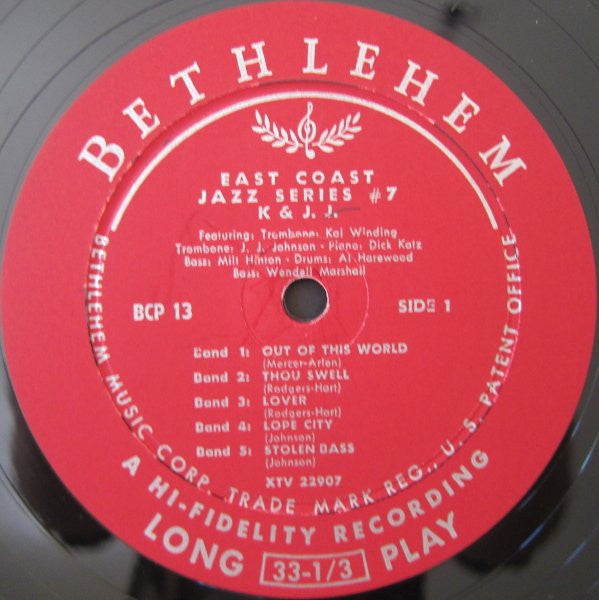 BETHLEHEM
EAST COAST
JAZZ SERIES #7
K & J. J.
Featuring: Trombone: Kai Winding
Trombone: J. J. Johnson - Piano: Dick Katz
Bass: Milt Hinton - Drums: Al Harewood
Bass: Wendell Marshall
BCP 13
SIDE 1
Band 1: OUT OF THIS WORLD
(Mercer-Arlen)
Band 2: THOU SWELL
(Rodgers-Hart)
Band 3: LOVER
(Rodgers-Hart)
Band 4: LOPE CITY
(Johnson)
Band 5: STOLEN BASS
(Johnson)
XTV 22907
BETHLEHEM MUSIC CORP. TRADE MARK REG., U. S. PATENT OFFICE
A HI-FIDELITY RECORDING
LONG 33-1/3 PLAY